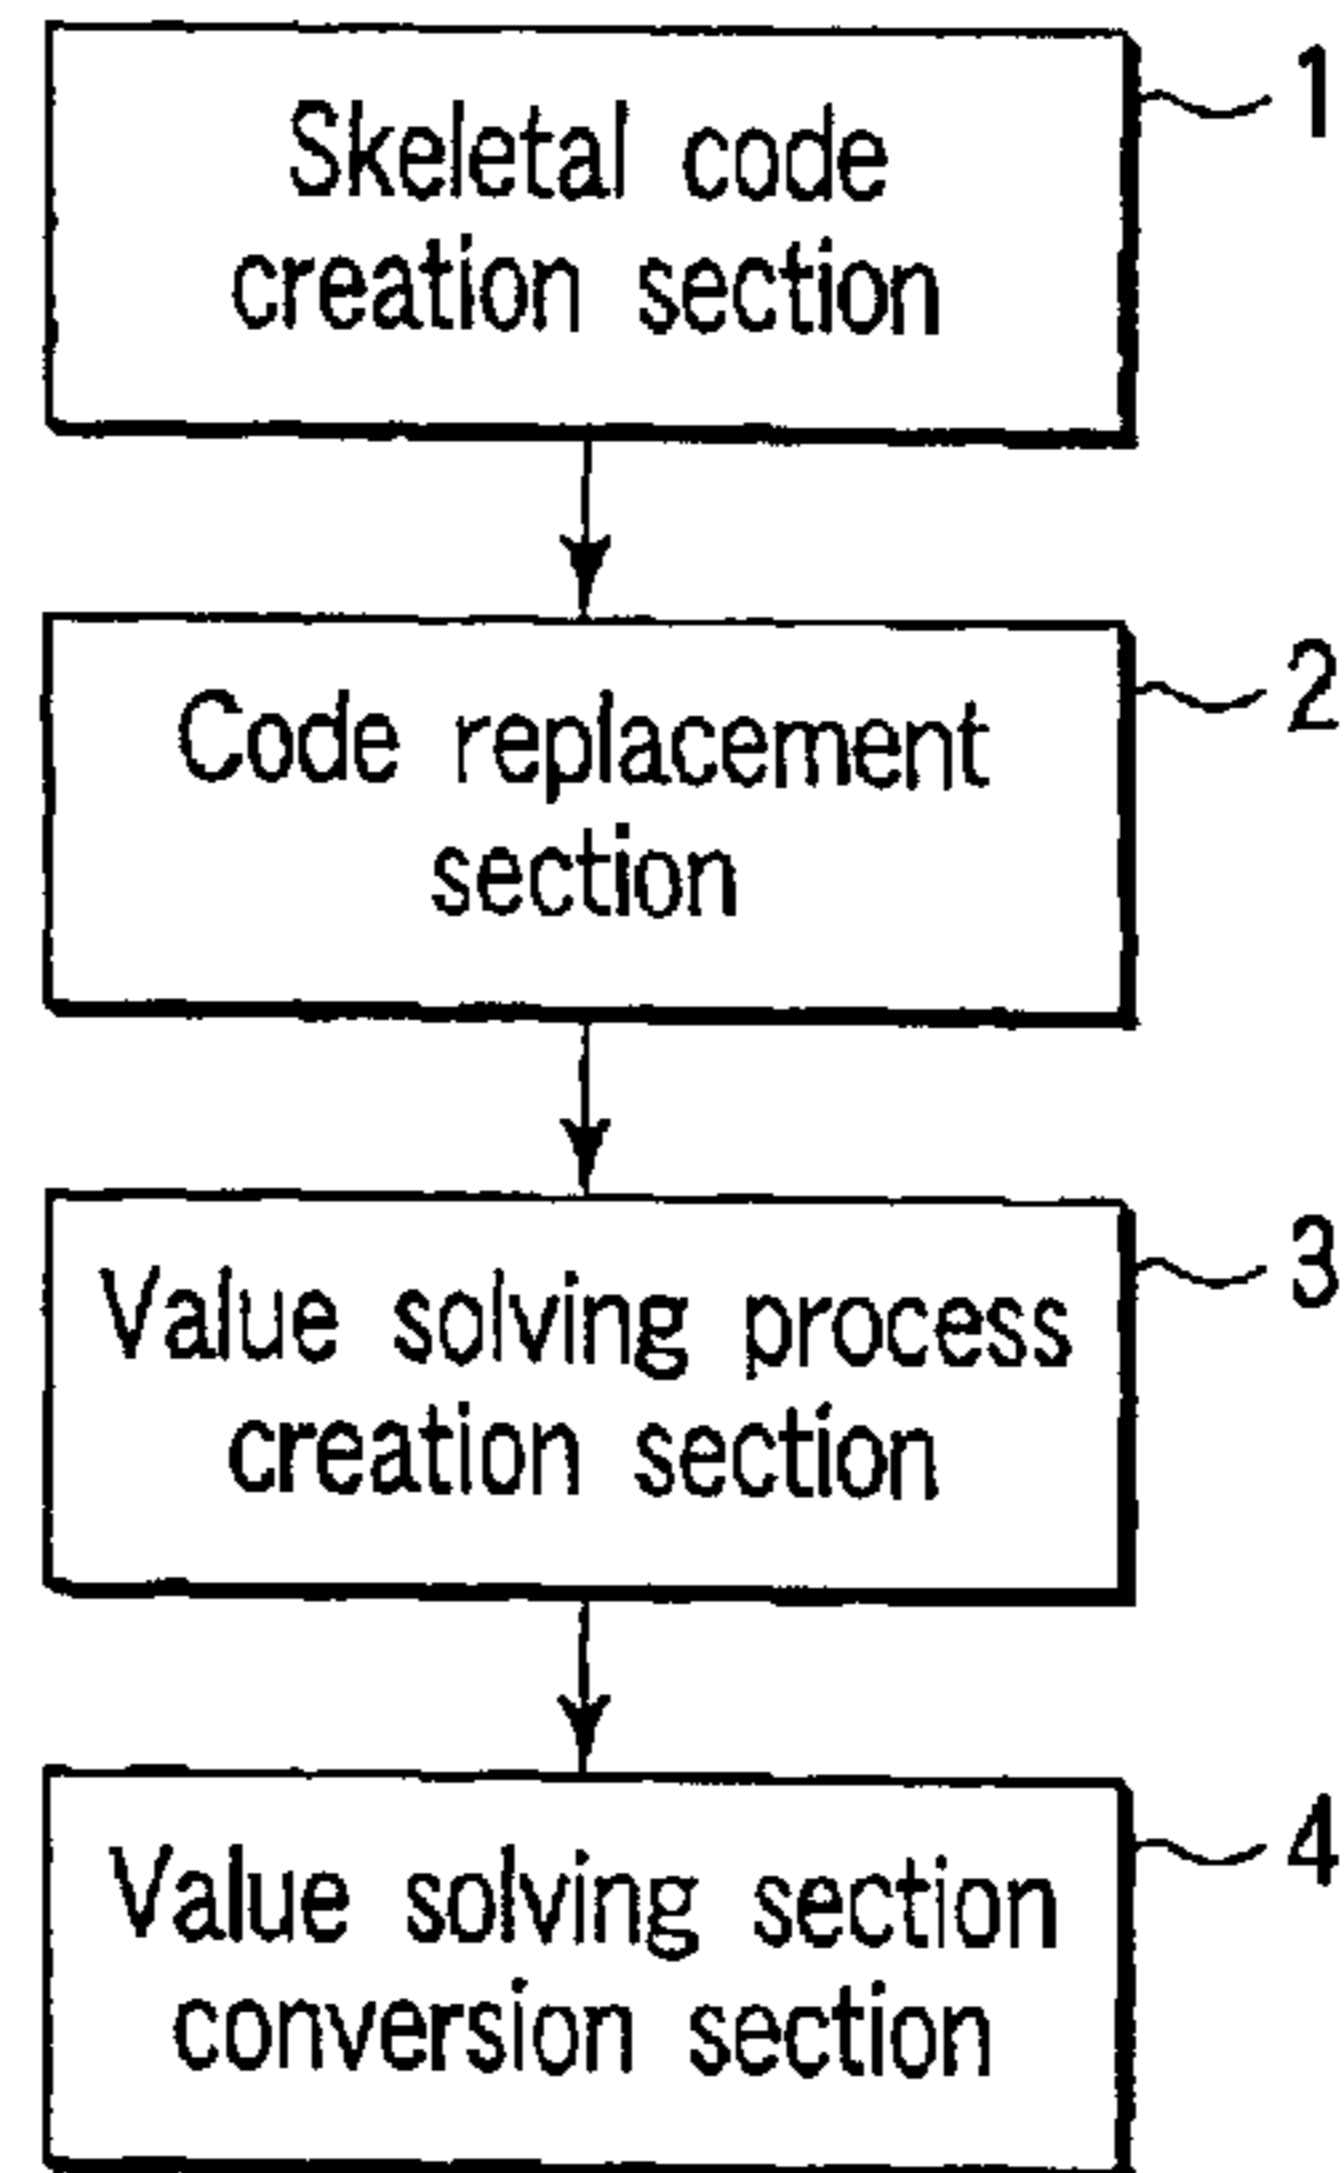 Skeletal code
creation section
1
Code replacement
section
2
Value solving process
creation section
3
Value solving section
conversion section
4